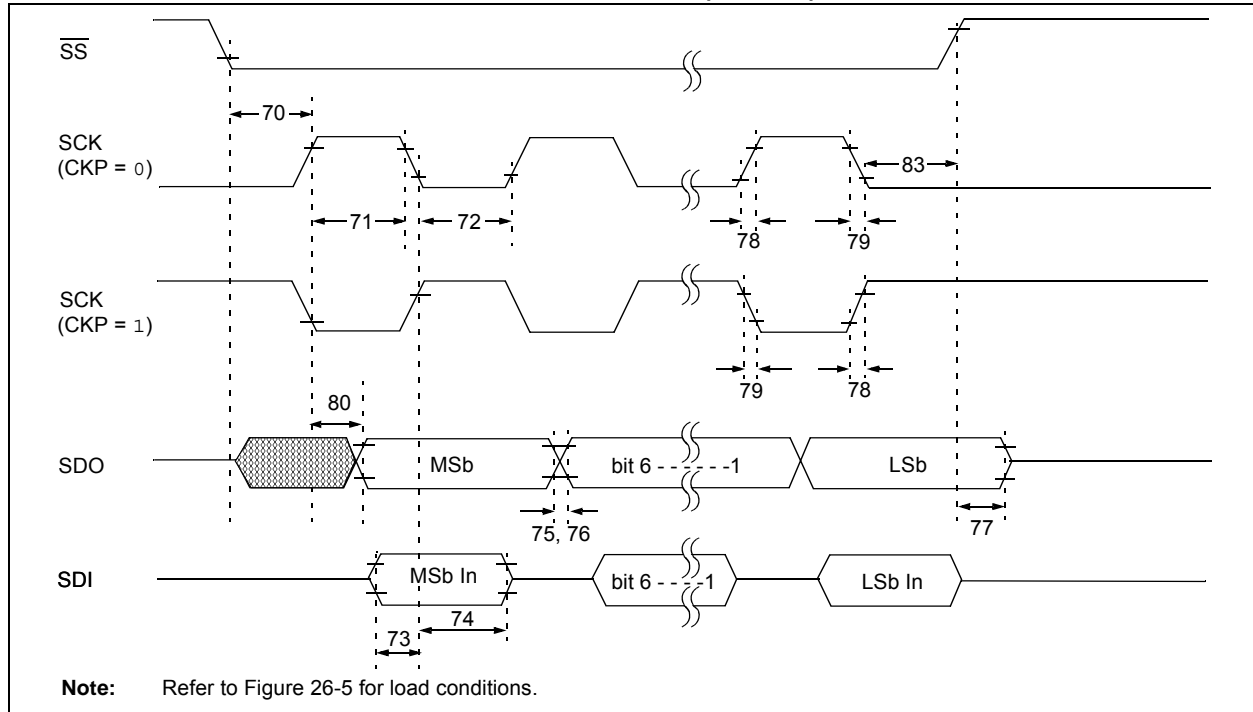 SS
70
SCK
(CKP = 0)
83
71
72
78
79
SCK
(CKP = 1)
79
78
80
SDO
MSb
bit 6 - - - - - -1
LSb
75, 76
77
SDI
MSb In
bit 6 - - - -1
LSb In
74
73
Note: Refer to Figure 26-5 for load conditions.